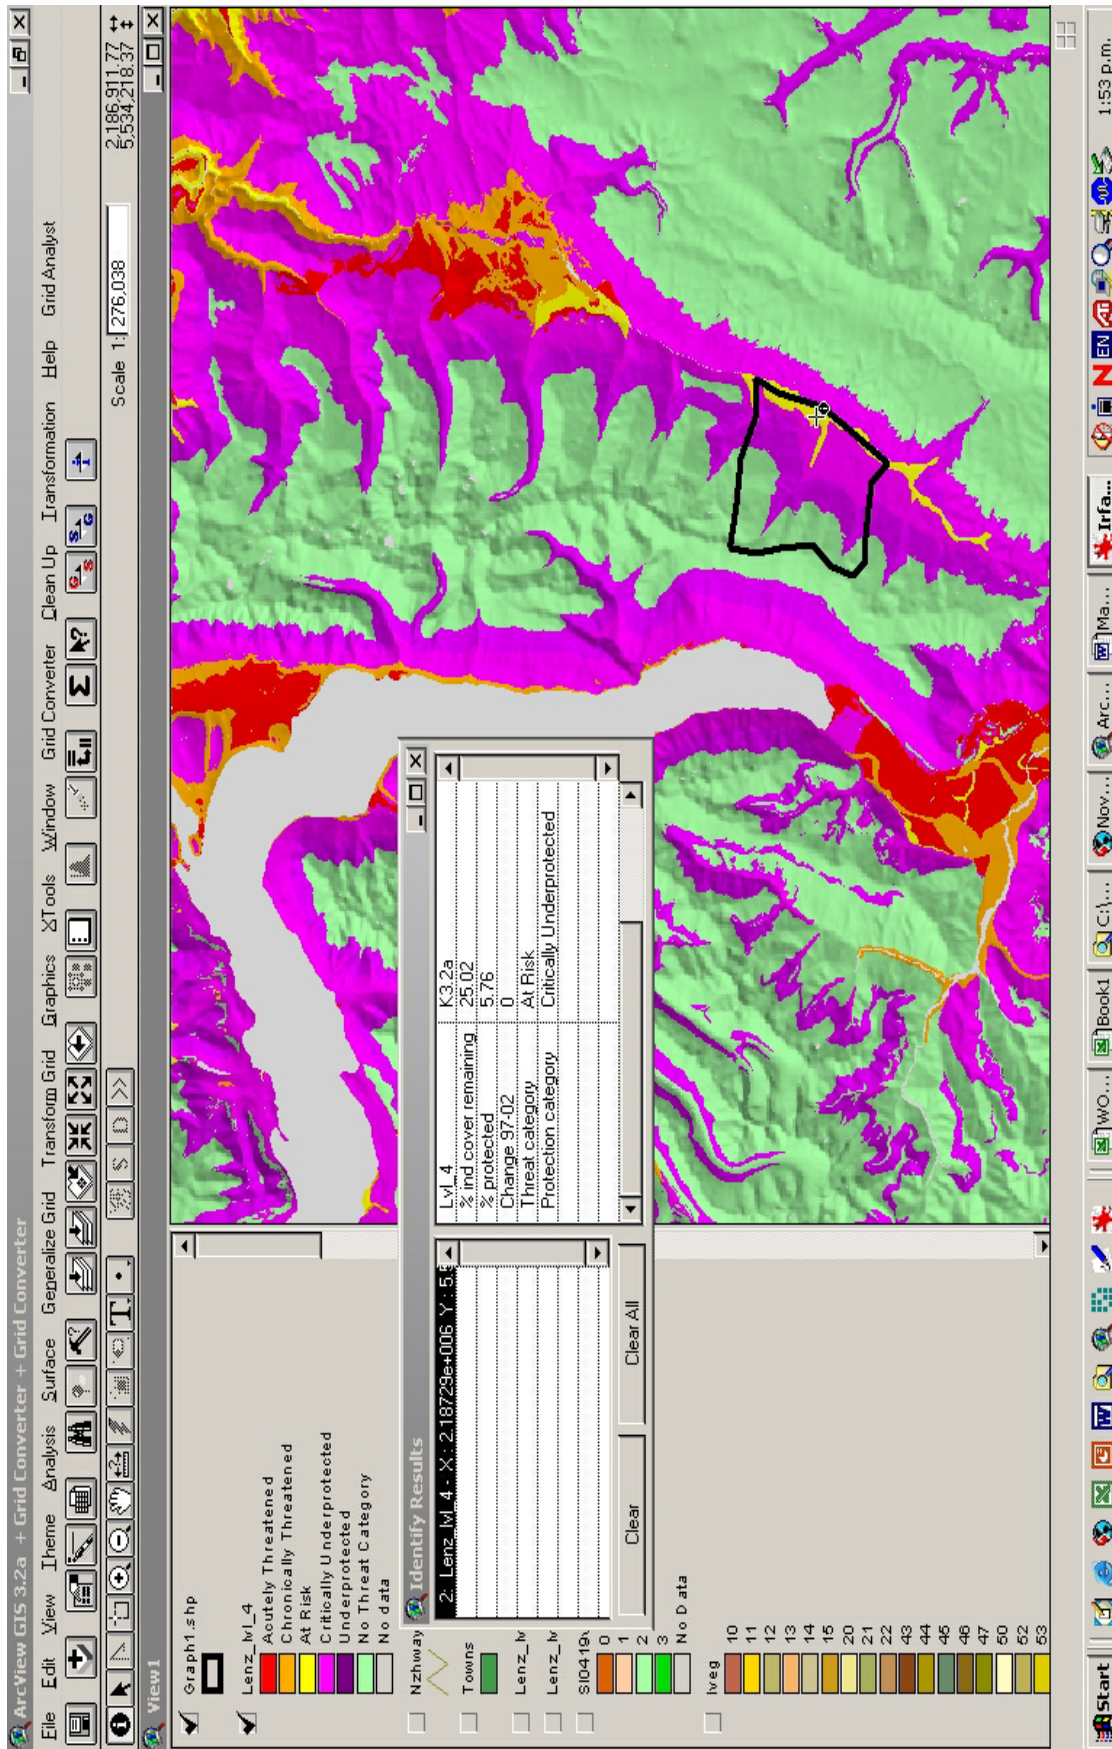 ArcView GIS 3.2a + Grid Converter + Grid Converter
File Edit View Theme Analysis Surface Generalize Grid Transform Grid Graphics XTools Window Grid Converter Clean Up Transformation Help Grid Analyst
Scale 1: 276,038
2,186,911.77
5,534,218.37
View1
Graph1.shp
Lenz_lvl_4
Acutely Threatened
Chronically Threatened
At Risk
Critically Underprotected
Underprotected
No Threat Category
No data
Nzhway
Towns
Lenz_lv
Lenz_lv
0
1
2
3
No Data
lveg
10
11
12
13
14
15
20
21
22
43
44
45
46
47
50
52
53
Identify Results
2: Lenz_lvl_4 - X : 2.18729e+006 Y : 5.
Lvl_4 K3.2a
% ind cover remaining 25.02
% protected 5.76
Change 97-02 0
Threat category At Risk
Protection category Critically Underprotected
Clear Clear All
Start
WO...
Book1
C:\...
Nov...
Arc...
Ma...
Irfa...
EN
1:53 p.m.